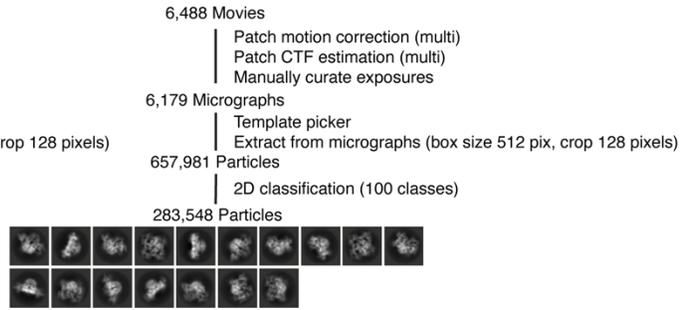 6,488 Movies
Patch motion correction (multi)
Patch CTF estimation (multi)
Manually curate exposures
6,179 Micrographs
Template picker
rop 128 pixels)
Extract from micrographs (box size 512 pix, crop 128 pixels)
657,981 Particles
2D classification (100 classes)
283,548 Particles